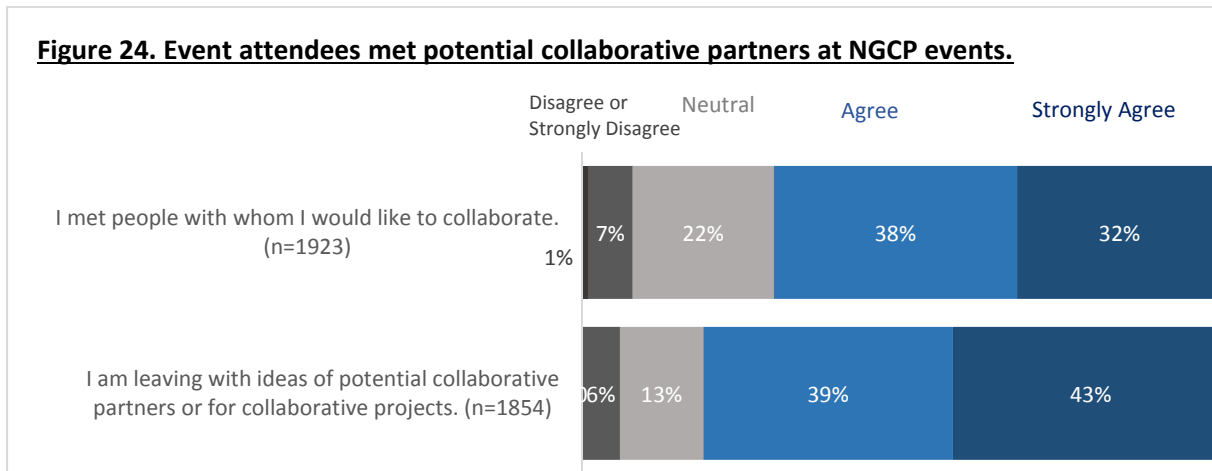 Figure 24. Event attendees met potential collaborative partners at NGCP events.
Disagree or
Strongly Disagree
Neutral
Agree
Strongly Agree
I met people with whom I would like to collaborate.
(n=1923)
1%
7%
22%
38%
32%
I am leaving with ideas of potential collaborative
partners or for collaborative projects. (n=1854)
6%
13%
39%
43%